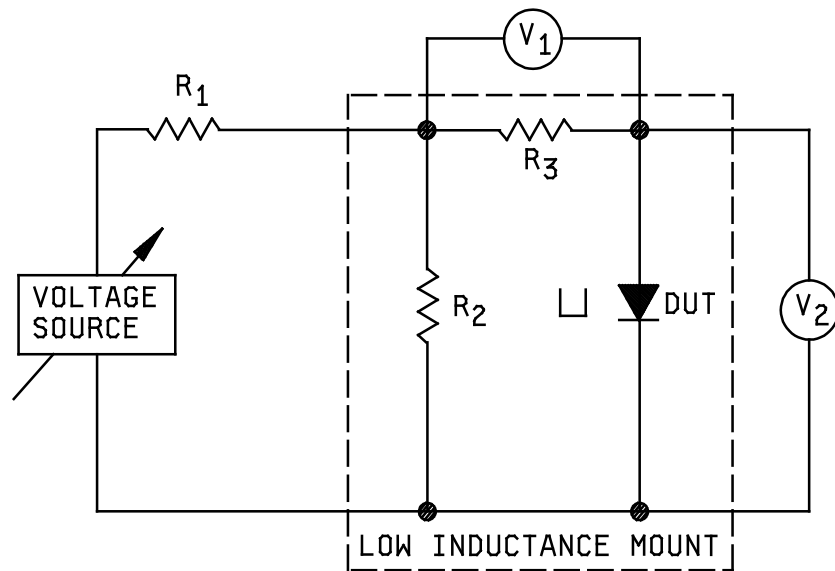 V1
R1
R3
VOLTAGE
SOURCE
R2
DUT
V2
LOW INDUCTANCE MOUNT